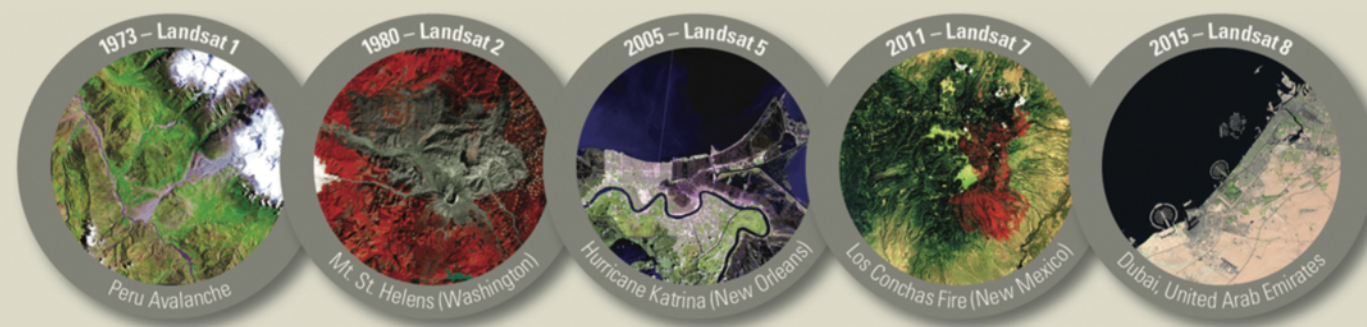 1973 – Landsat 1
Peru Avalanche
1980 – Landsat 2
Mt. St. Helens (Washington)
2005 – Landsat 5
Hurricane Katrina (New Orleans)
2011 – Landsat 7
Los Conchas Fire (New Mexico)
2015 – Landsat 8
Dubai, United Arab Emirates